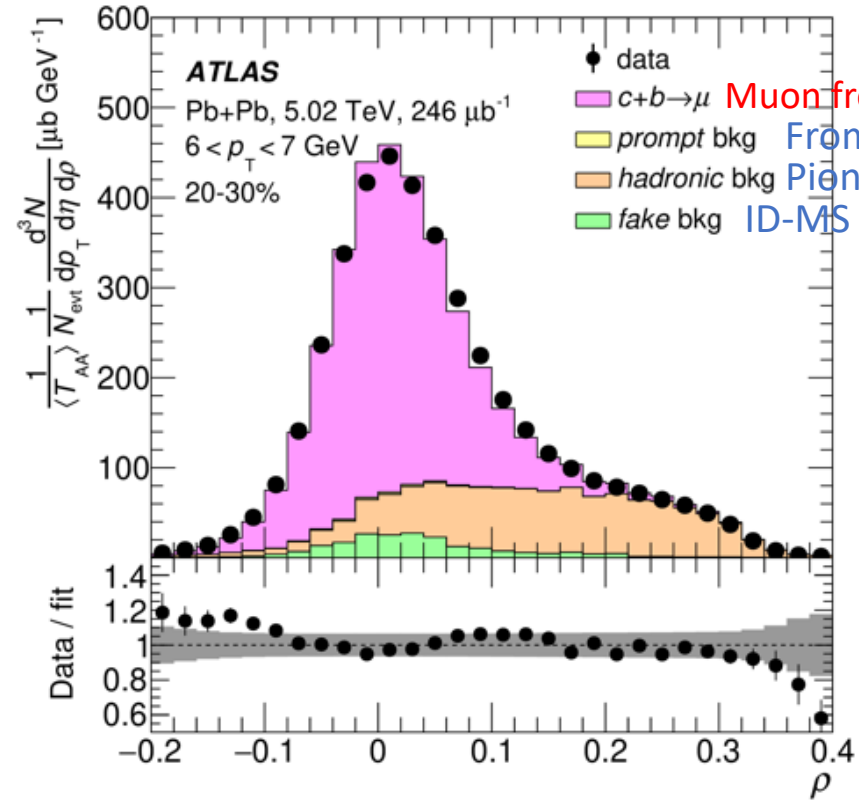 600
500
400
300
200
100
1/⟨T_AA⟩ 1/N_evt d³N/dp_T dη dρ [μb GeV⁻¹]
ATLAS
Pb+Pb, 5.02 TeV, 246 μb⁻¹
6 < p_T < 7 GeV
20-30%
data
c+b→μ Muon fro
prompt bkg Fron
hadronic bkg Pion
fake bkg ID-MS
Data / fit
1.4
1.2
1
0.8
0.6
−0.2 −0.1 0 0.1 0.2 0.3 0.4
ρ